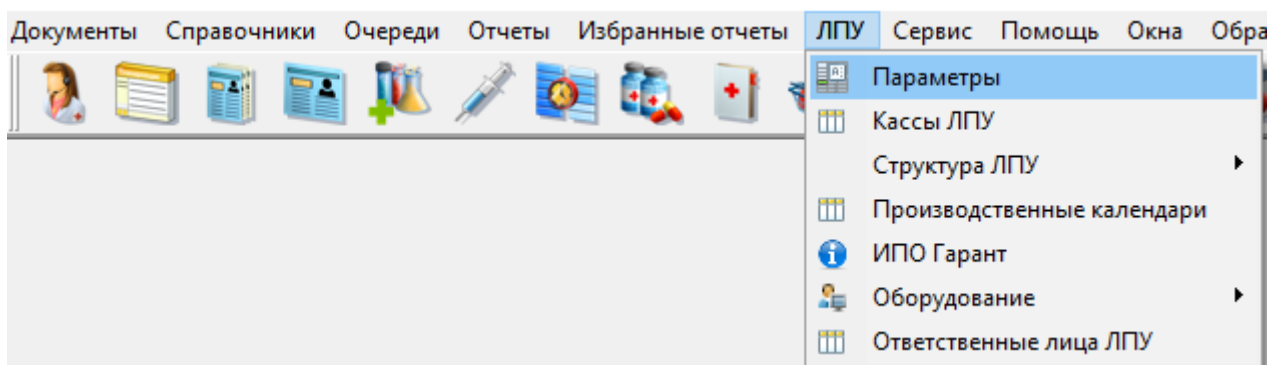 Документы Справочники Очереди Отчеты Избранные отчеты ЛПУ Сервис Помощь Окна Обра
Параметры
Кассы ЛПУ
Структура ЛПУ
Производственные календари
ИПО Гарант
Оборудование
Ответственные лица ЛПУ